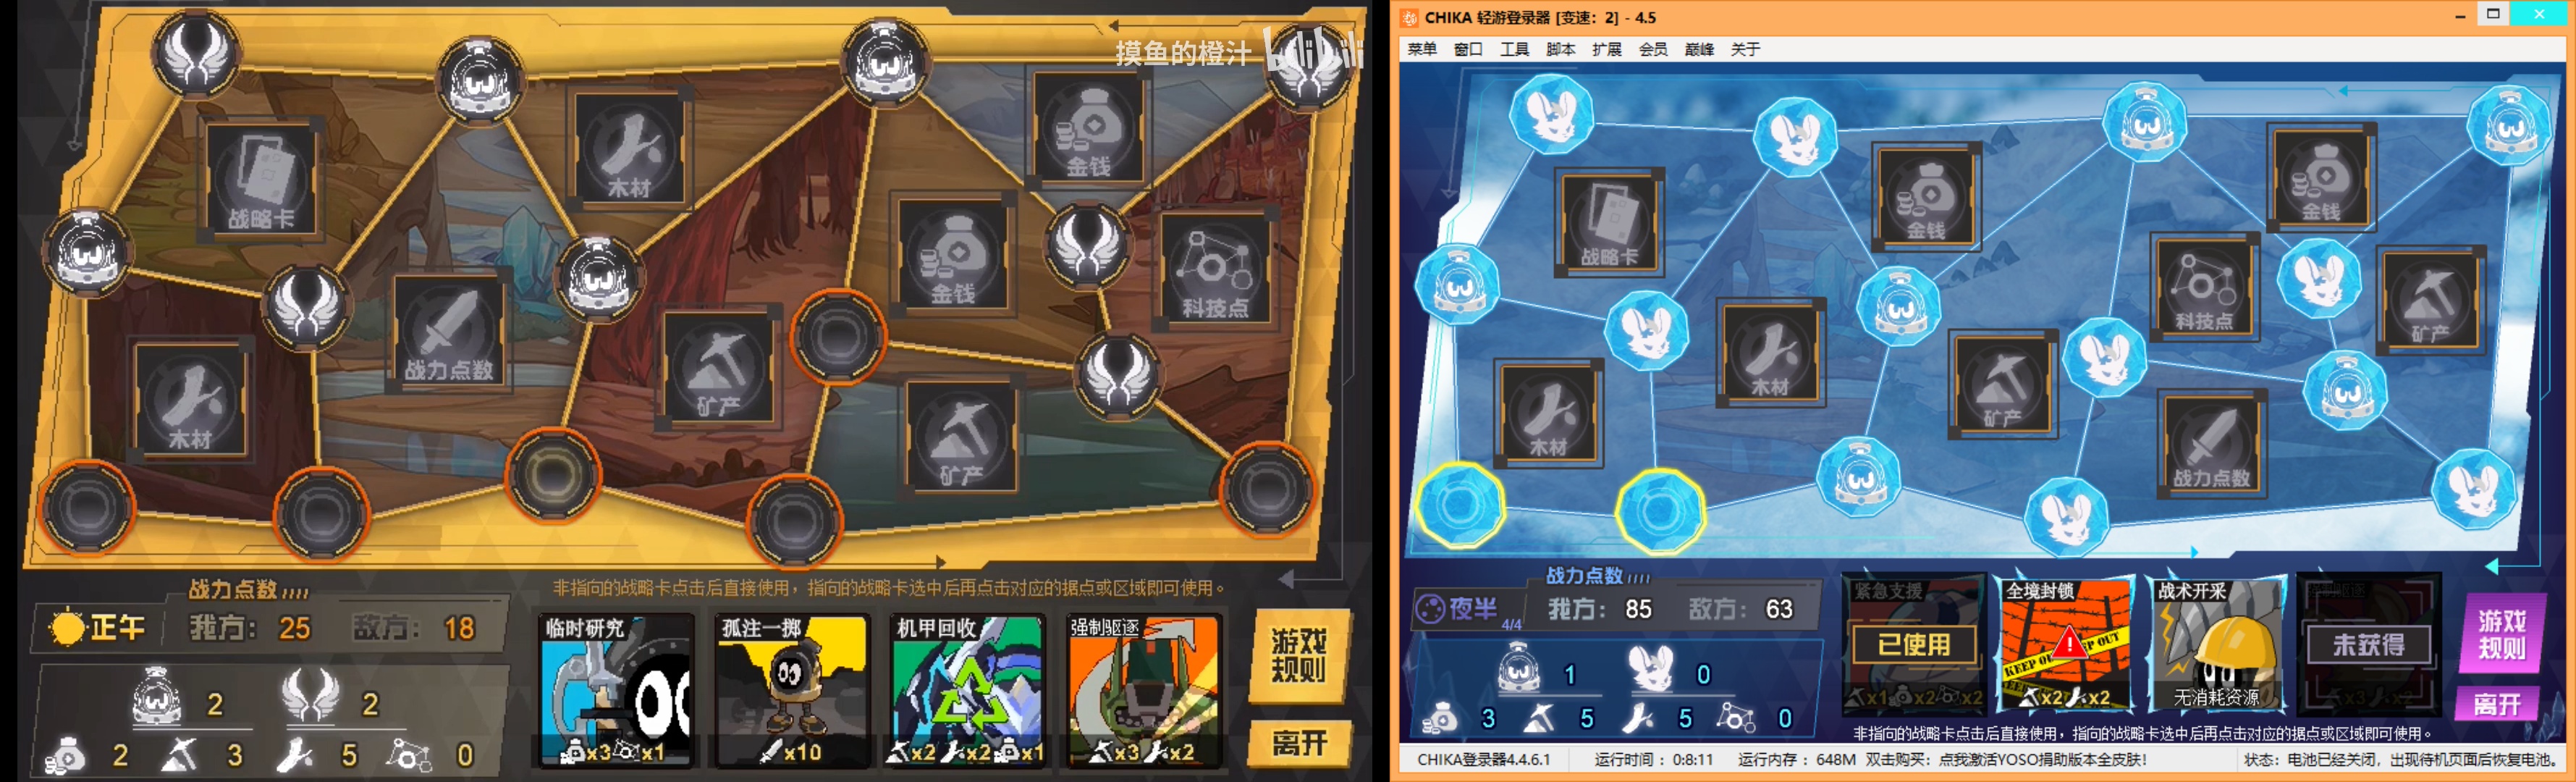 摸鱼的橙汁 bilibili
战略卡
木材
金钱
金钱
科技点
战力点数
矿产
木材
矿产
战力点数
正午
我方： 25 敌方： 18
2 2
2 3 5 0
非指向的战略卡点击后直接使用，指向的战略卡选中后再点击对应的据点或区域即可使用。
临时研究
x3 x1
孤注一掷
x10
机甲回收
x2 x2 x1
强制驱逐
x3 x2
游戏
规则
离开
CHIKA 轻游登录器 [变速：2] - 4.5
菜单 窗口 工具 脚本 扩展 会员 巅峰 关于
战略卡
金钱
金钱
科技点
矿产
木材
矿产
木材
战力点数
战力点数
夜半 4/4
我方： 85 敌方： 63
1 0
3 5 5 0
紧急支援
已使用
x1 x2 x2
全境封锁
KEEP OUT
x2 x2
战术开采
无消耗资源
未获得
x3
游戏
规则
离开
非指向的战略卡点击后直接使用，指向的战略卡选中后再点击对应的据点或区域即可使用。
CHIKA登录器4.4.6.1 运行时间：0:8:11 运行内存：648M 双击购买：点我激活YOSO捐助版本全皮肤！ 状态：电池已经关闭，出现待机页面后恢复电池。